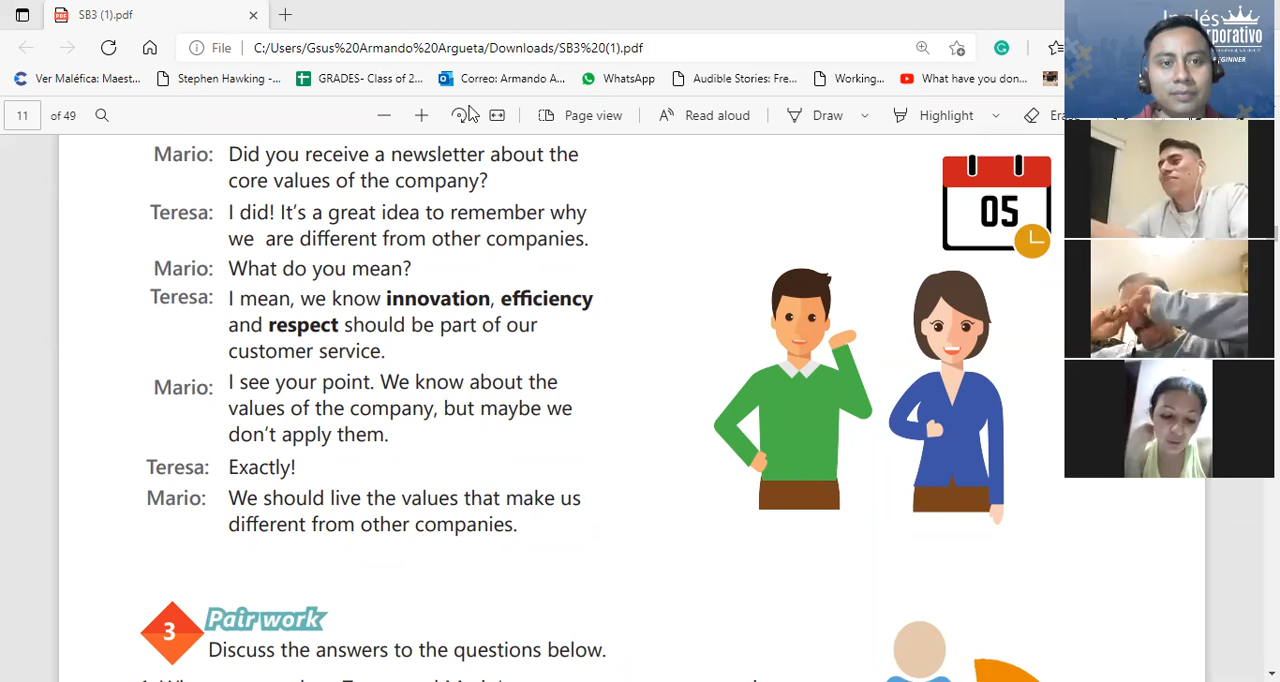 SB3 (1).pdf
File C:/Users/Gsus%20Armando%20Argueta/Downloads/SB3%20(1).pdf
Ver Maléfica: Maest... Stephen Hawking -... GRADES- Class of 2... Correo: Armando A... WhatsApp Audible Stories: Fre... Working... What have you don...
11 of 49 Page view Read aloud Draw Highlight
Mario: Did you receive a newsletter about the
core values of the company?
Teresa: I did! It's a great idea to remember why
we are different from other companies.
Mario: What do you mean?
Teresa: I mean, we know innovation, efficiency
and respect should be part of our
customer service.
Mario: I see your point. We know about the
values of the company, but maybe we
don't apply them.
Teresa: Exactly!
Mario: We should live the values that make us
different from other companies.
05
3 Pair work
Discuss the answers to the questions below.
Inglés